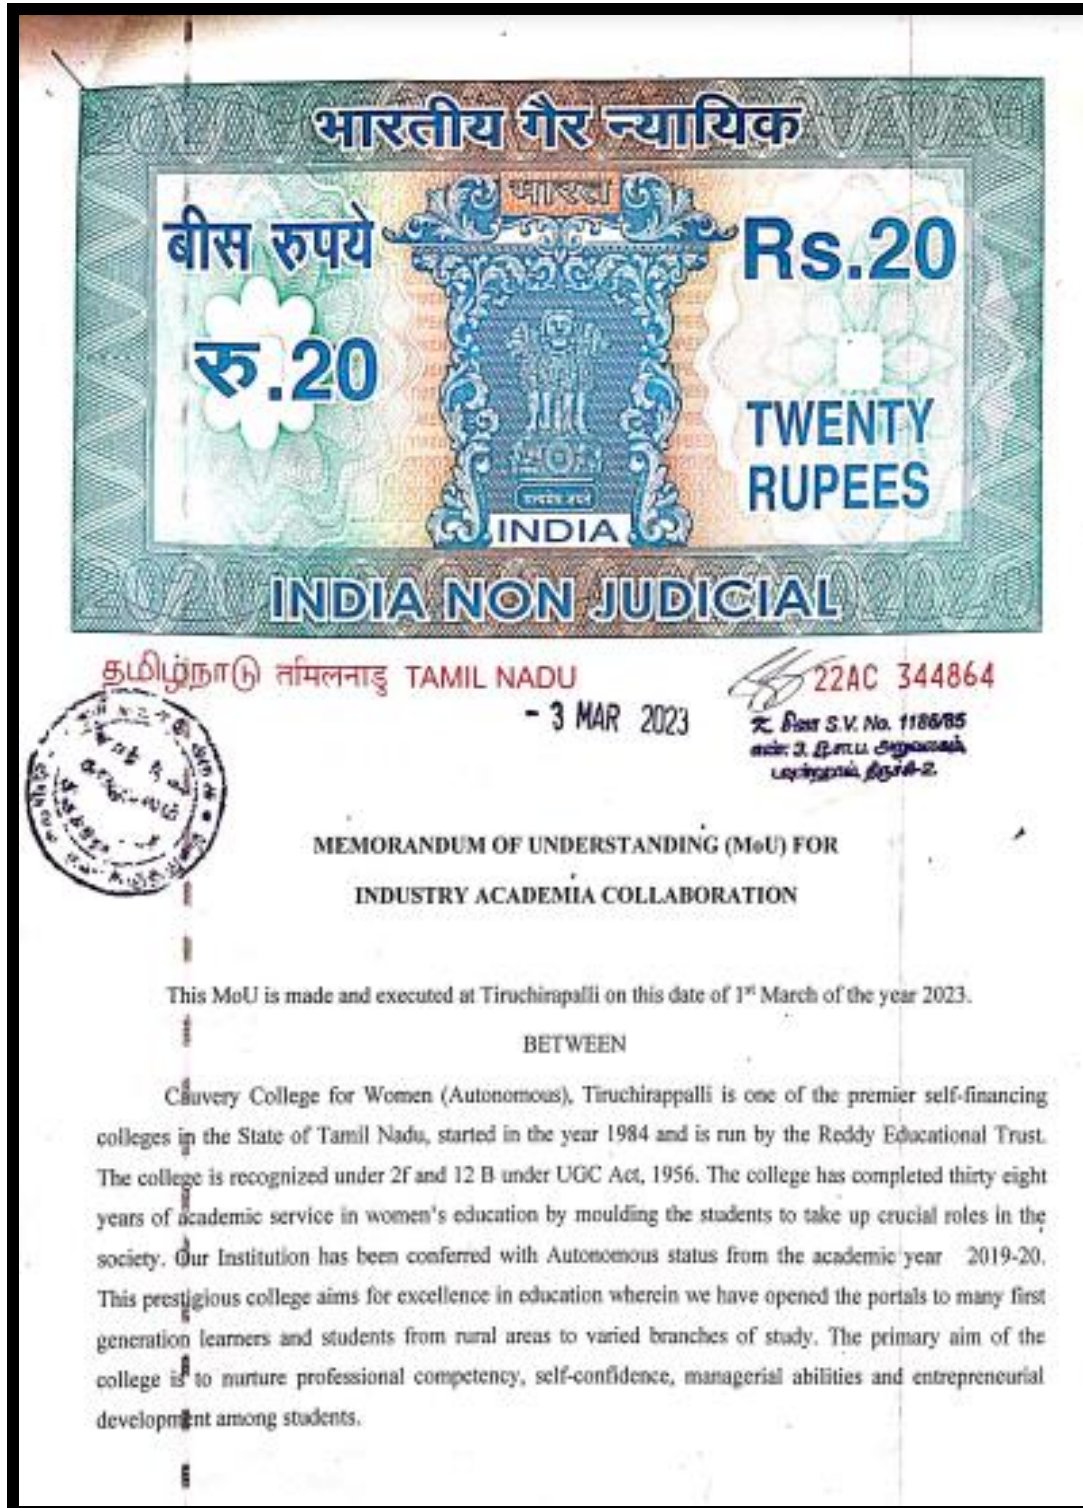 भारतीय गैर न्यायिक
भारत
बीस रुपये
Rs.20
रु.20
TWENTY
RUPEES
सत्यमेव जयते
INDIA
INDIA NON JUDICIAL
தமிழ்நாடு तमिलनाडु TAMIL NADU
22AC 344864
- 3 MAR 2023
S.V. No. 1186/85
MEMORANDUM OF UNDERSTANDING (MoU) FOR
INDUSTRY ACADEMIA COLLABORATION
This MoU is made and executed at Tiruchirapalli on this date of 1st March of the year 2023.
BETWEEN
Cauvery College for Women (Autonomous), Tiruchirappalli is one of the premier self-financing
colleges in the State of Tamil Nadu, started in the year 1984 and is run by the Reddy Educational Trust.
The college is recognized under 2f and 12 B under UGC Act, 1956. The college has completed thirty eight
years of academic service in women's education by moulding the students to take up crucial roles in the
society. Our Institution has been conferred with Autonomous status from the academic year 2019-20.
This prestigious college aims for excellence in education wherein we have opened the portals to many first
generation learners and students from rural areas to varied branches of study. The primary aim of the
college is to nurture professional competency, self-confidence, managerial abilities and entrepreneurial
development among students.